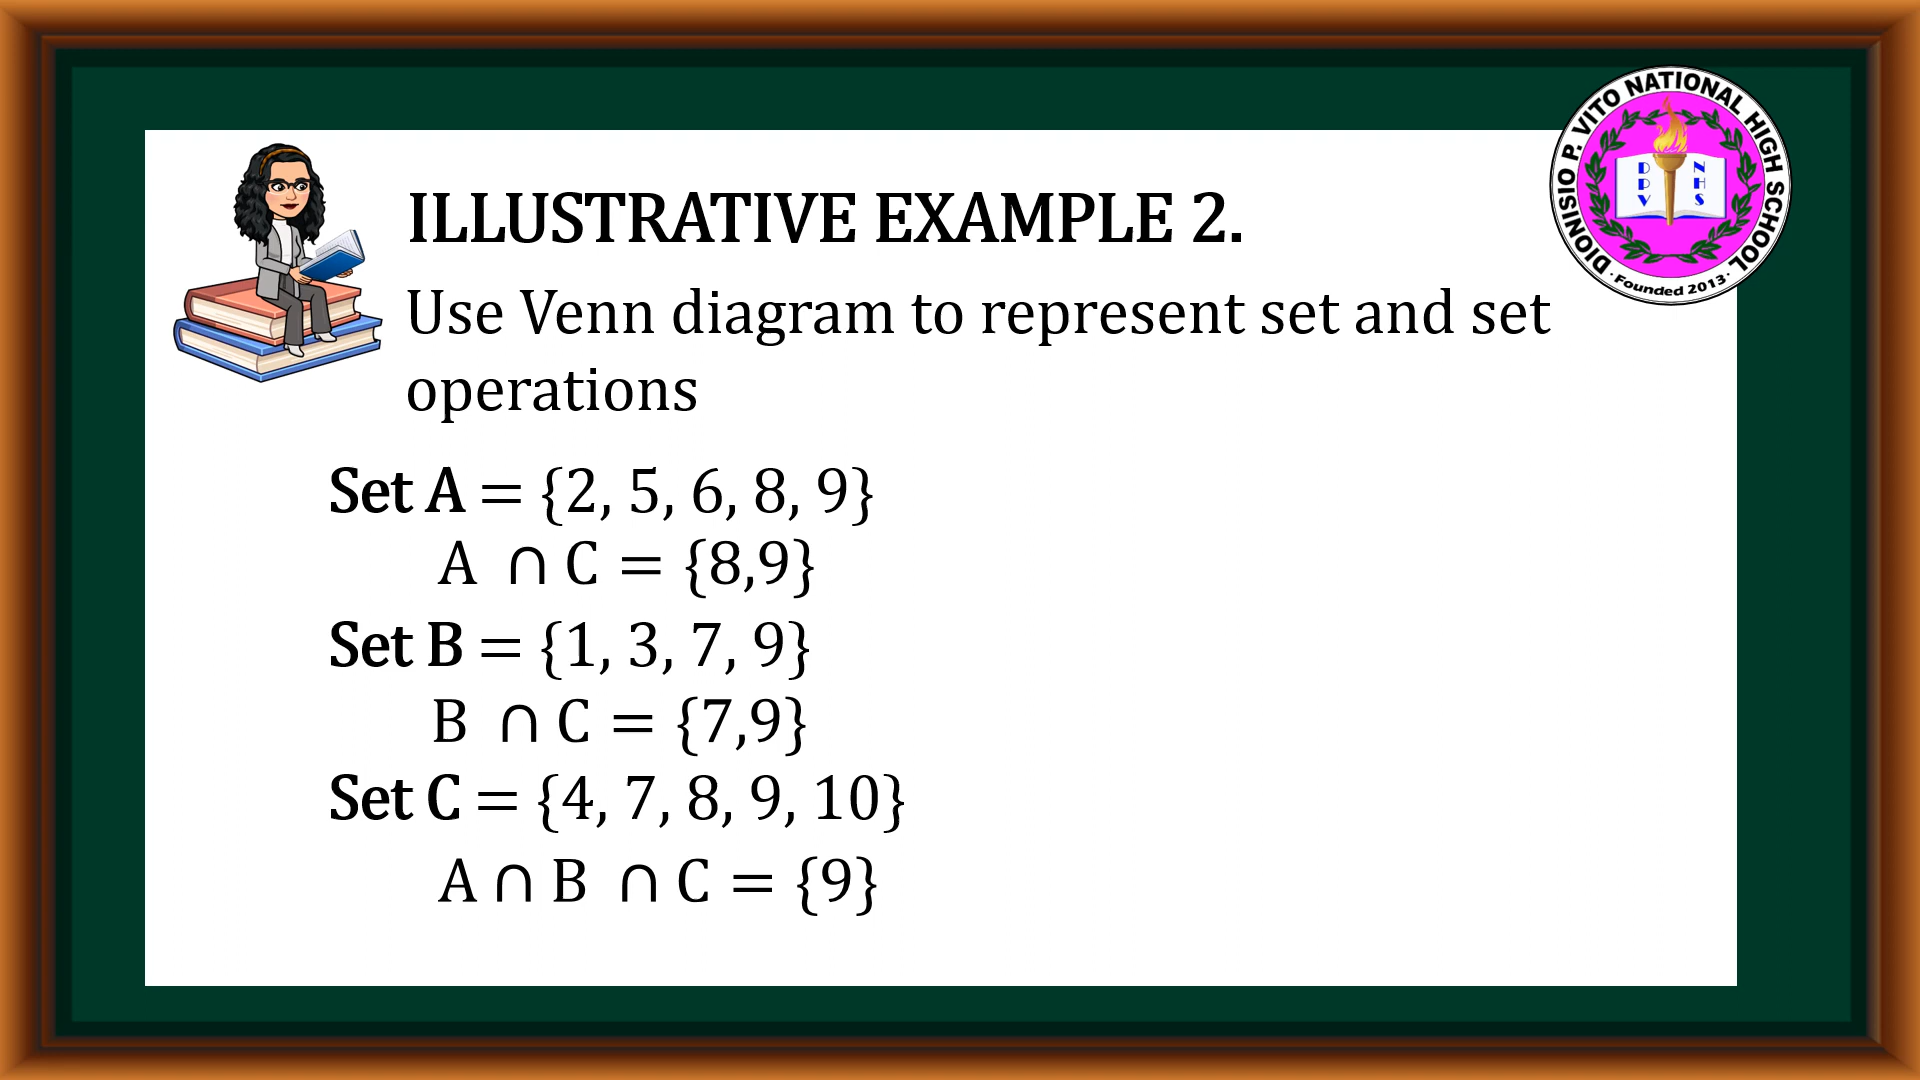 DIONISIO P. VITO NATIONAL HIGH SCHOOL
D P V
N H S
· Founded 2013 ·
ILLUSTRATIVE EXAMPLE 2.
Use Venn diagram to represent set and set
operations
Set A = {2, 5, 6, 8, 9}
A ∩ C = {8,9}
Set B = {1, 3, 7, 9}
B ∩ C = {7,9}
Set C = {4, 7, 8, 9, 10}
A ∩ B ∩ C = {9}